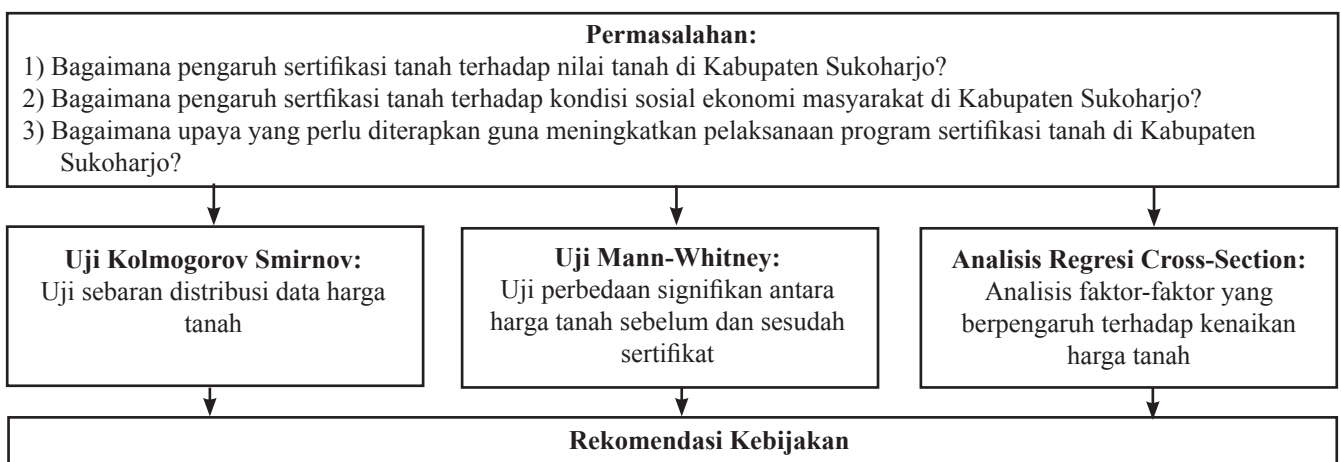 Permasalahan:
1) Bagaimana pengaruh sertifikasi tanah terhadap nilai tanah di Kabupaten Sukoharjo?
2) Bagaimana pengaruh sertfikasi tanah terhadap kondisi sosial ekonomi masyarakat di Kabupaten Sukoharjo?
3) Bagaimana upaya yang perlu diterapkan guna meningkatkan pelaksanaan program sertifikasi tanah di Kabupaten
Sukoharjo?
Uji Kolmogorov Smirnov:
Uji sebaran distribusi data harga
tanah
Uji Mann-Whitney:
Uji perbedaan signifikan antara
harga tanah sebelum dan sesudah
sertifikat
Analisis Regresi Cross-Section:
Analisis faktor-faktor yang
berpengaruh terhadap kenaikan
harga tanah
Rekomendasi Kebijakan